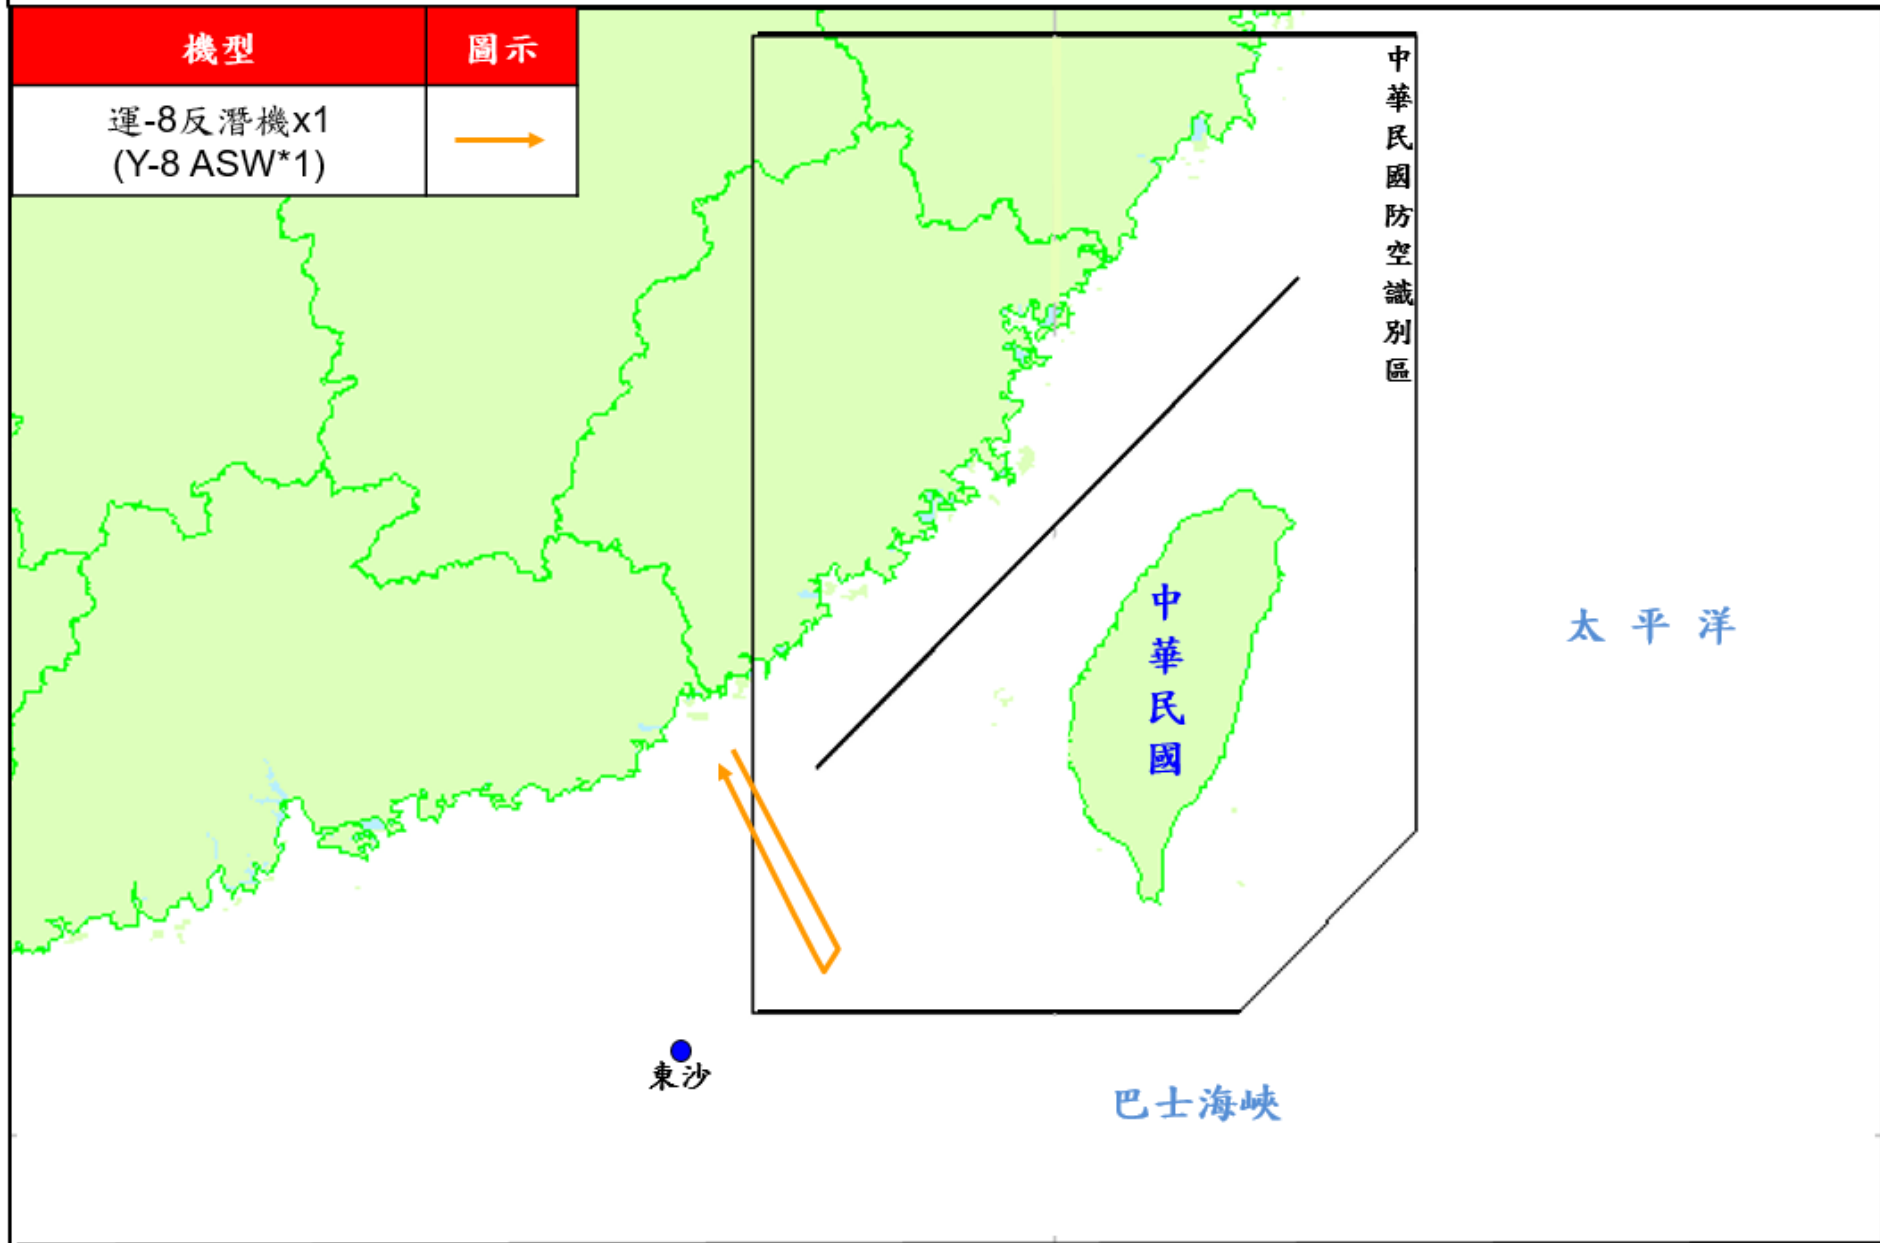 機型 圖示
運-8反潛機x1
(Y-8 ASW*1)
中華民國防空識別區
中華民國
太平洋
東沙
巴士海峽